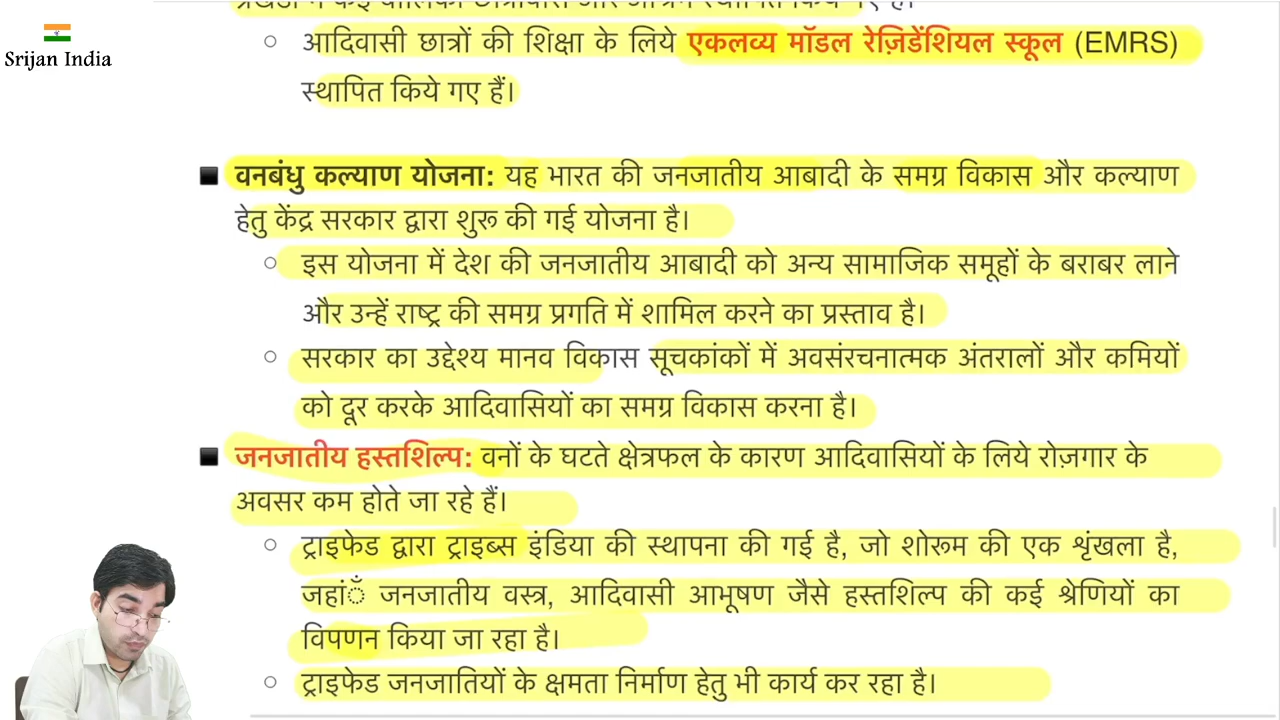 आदिवासी छात्रों की शिक्षा के लिये एकलव्य मॉडल रेज़िडेंशियल स्कूल (EMRS)
Srijan India
स्थापित किये गए हैं।
वनबंधु कल्याण योजना: यह भारत की जनजातीय आबादी के समग्र विकास और कल्याण
हेतु केंद्र सरकार द्वारा शुरू की गई योजना है।
इस योजना में देश की जनजातीय आबादी को अन्य सामाजिक समूहों के बराबर लाने
और उन्हें राष्ट्र की समग्र प्रगति में शामिल करने का प्रस्ताव है।
सरकार का उद्देश्य मानव विकास सूचकांकों में अवसंरचनात्मक अंतरालों और कमियों
को दूर करके आदिवासियों का समग्र विकास करना है।
जनजातीय हस्तशिल्प: वनों के घटते क्षेत्रफल के कारण आदिवासियों के लिये रोज़गार के
अवसर कम होते जा रहे हैं।
ट्राइफेड द्वारा ट्राइब्स इंडिया की स्थापना की गई है, जो शोरूम की एक शृंखला है,
जहांँ जनजातीय वस्त्र, आदिवासी आभूषण जैसे हस्तशिल्प की कई श्रेणियों का
विपणन किया जा रहा है।
ट्राइफेड जनजातियों के क्षमता निर्माण हेतु भी कार्य कर रहा है।